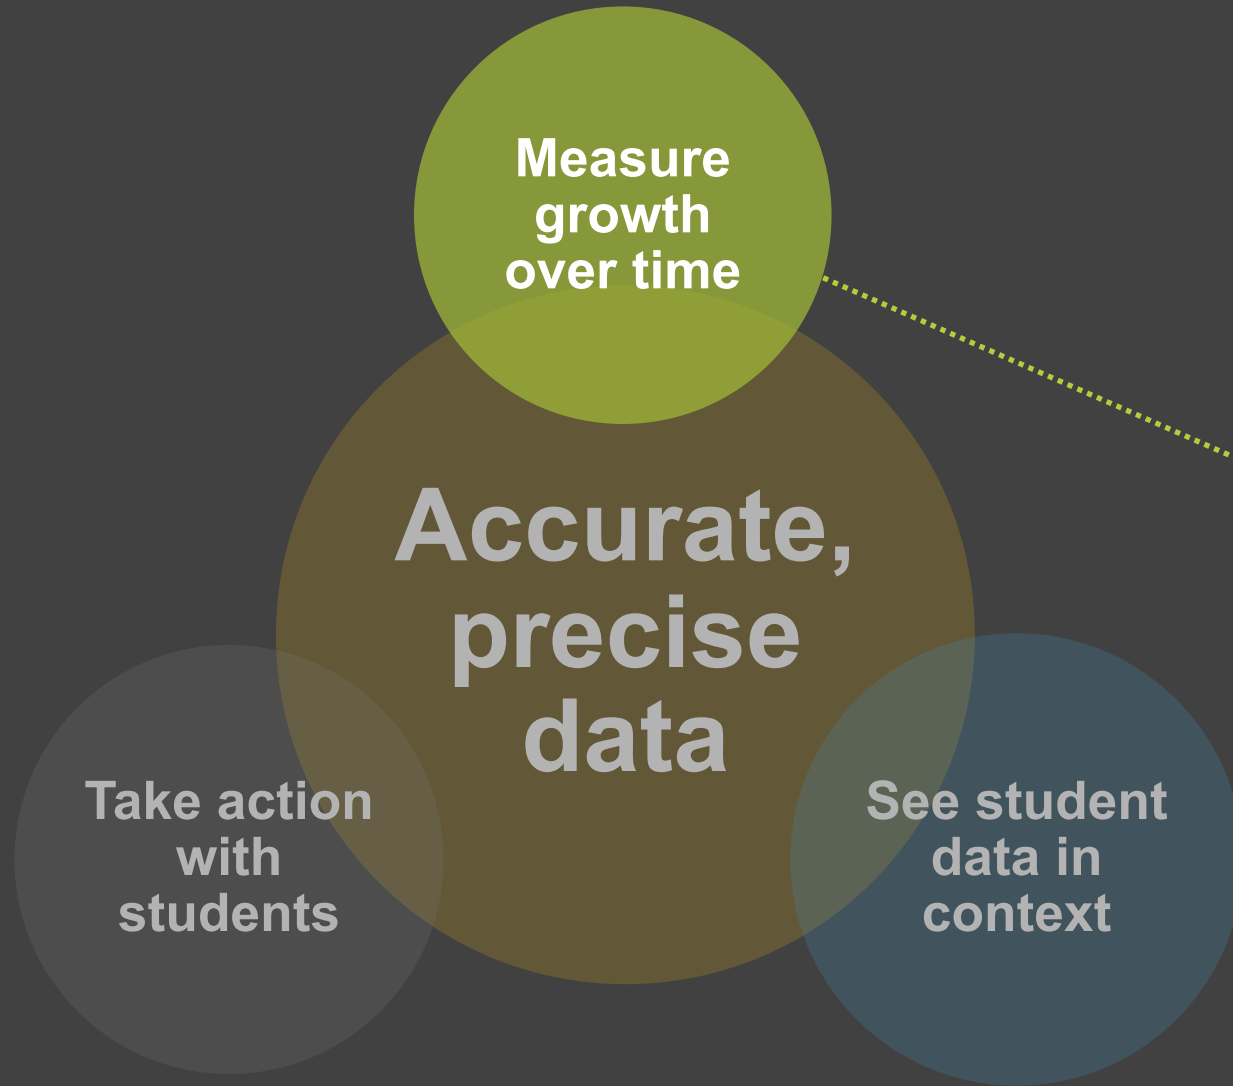 Measure
growth
over time
Accurate,
precise
data
Take action
with
students
See student
data in
context